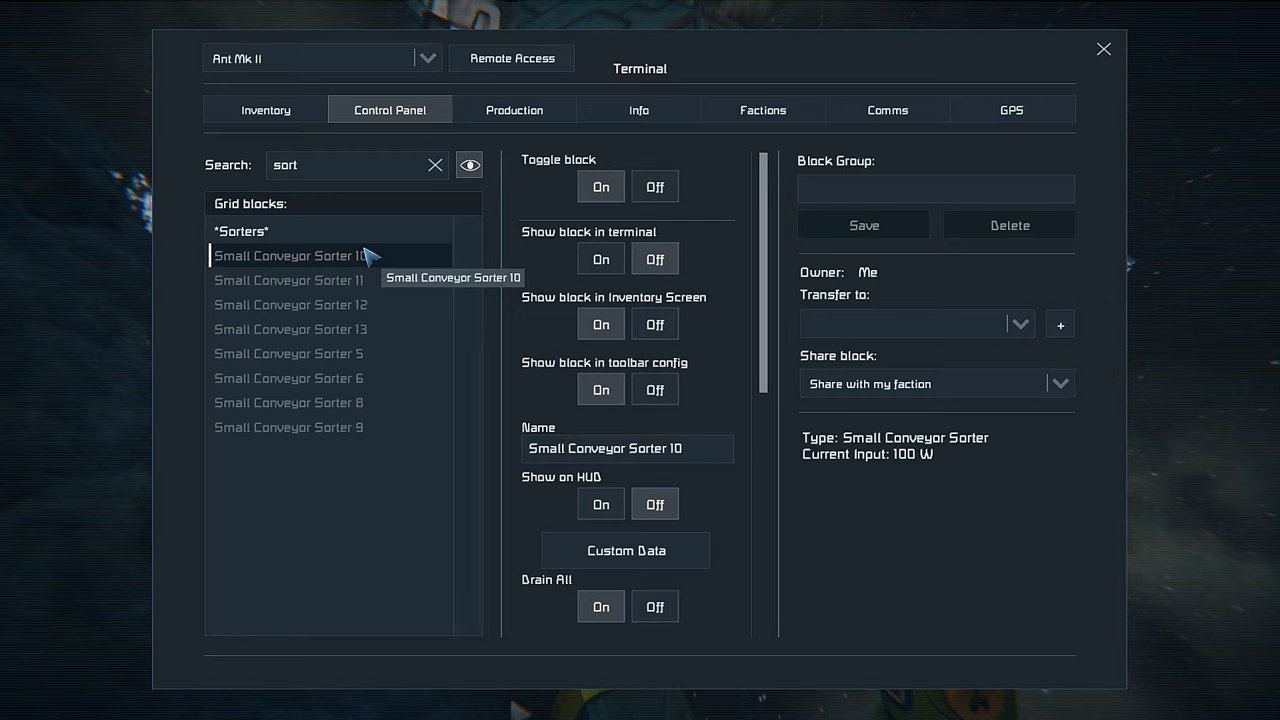 Ant Mk II
Remote Access
Terminal
Inventory
Control Panel
Production
Info
Factions
Comms
GPS
Search:
sort
Grid blocks:
*Sorters*
Small Conveyor Sorter 10
Small Conveyor Sorter 10
Small Conveyor Sorter 11
Small Conveyor Sorter 12
Small Conveyor Sorter 13
Small Conveyor Sorter 5
Small Conveyor Sorter 6
Small Conveyor Sorter 8
Small Conveyor Sorter 9
Toggle block
On
Off
Show block in terminal
On
Off
Show block in Inventory Screen
On
Off
Show block in toolbar config
On
Off
Name
Small Conveyor Sorter 10
Show on HUD
On
Off
Custom Data
Drain All
On
Off
Block Group:
Save
Delete
Owner: Me
Transfer to:
+
Share block:
Share with my faction
Type: Small Conveyor Sorter
Current Input: 100 W